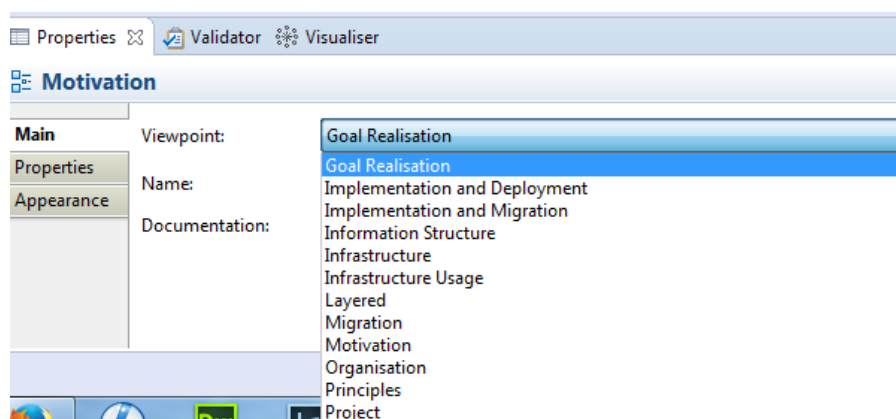 Properties Validator Visualiser
Motivation
Main Viewpoint: Goal Realisation
Properties Goal Realisation
Name: Implementation and Deployment
Appearance Implementation and Migration
Documentation: Information Structure
Infrastructure
Infrastructure Usage
Layered
Migration
Motivation
Organisation
Principles
Project